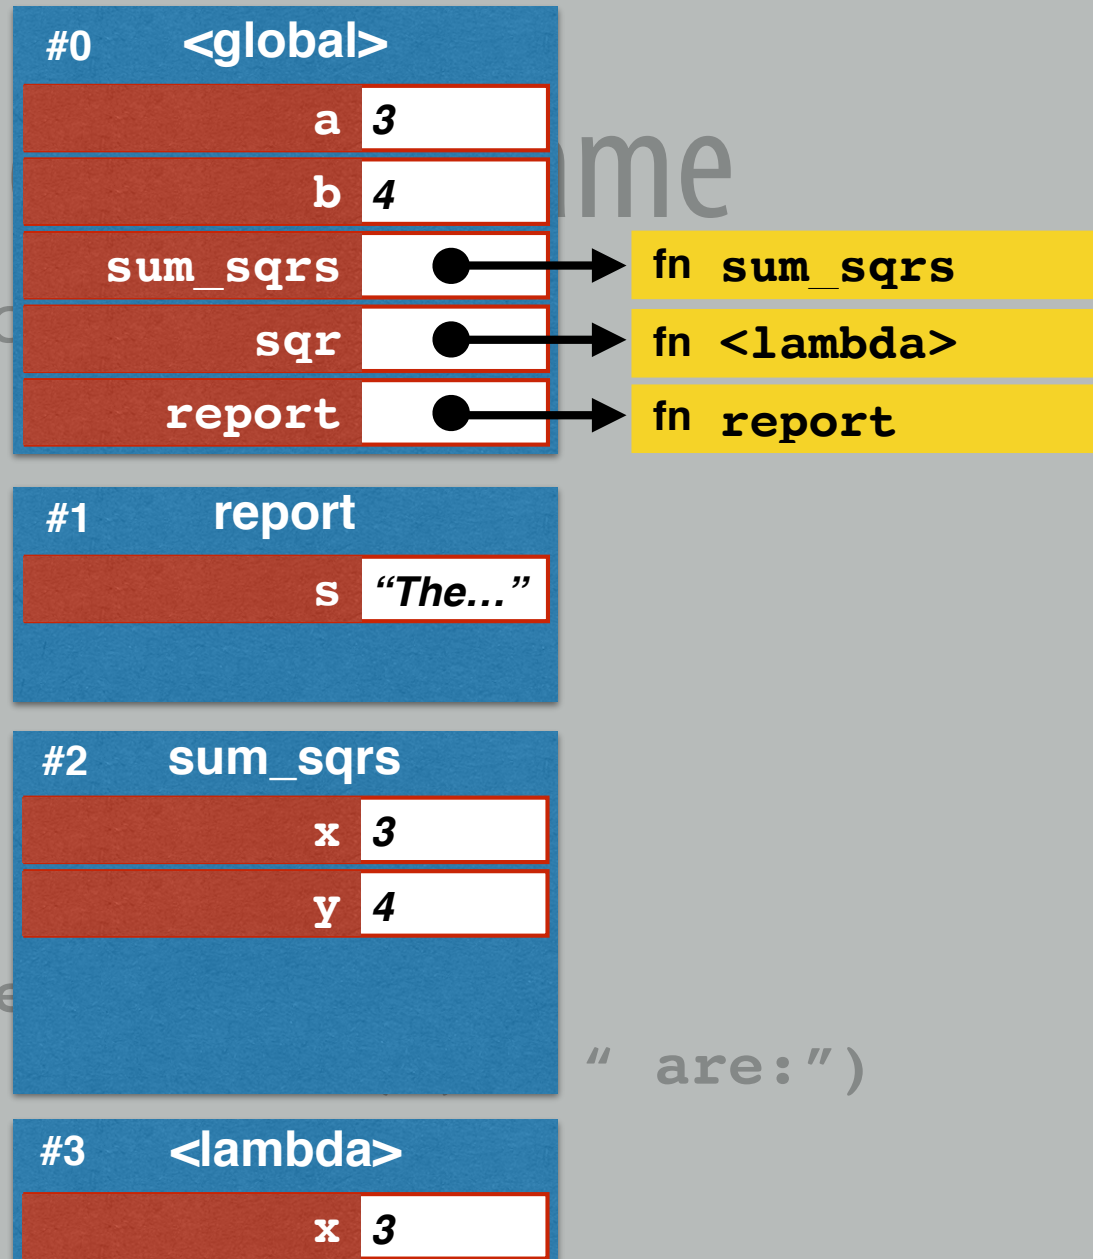 #0 <global>
a 3
b 4
sum_sqrs fn sum_sqrs
sqr fn <lambda>
report fn report
#1 report
s “The…”
#2 sum_sqrs
x 3
y 4
“ are:”)
#3 <lambda>
x 3